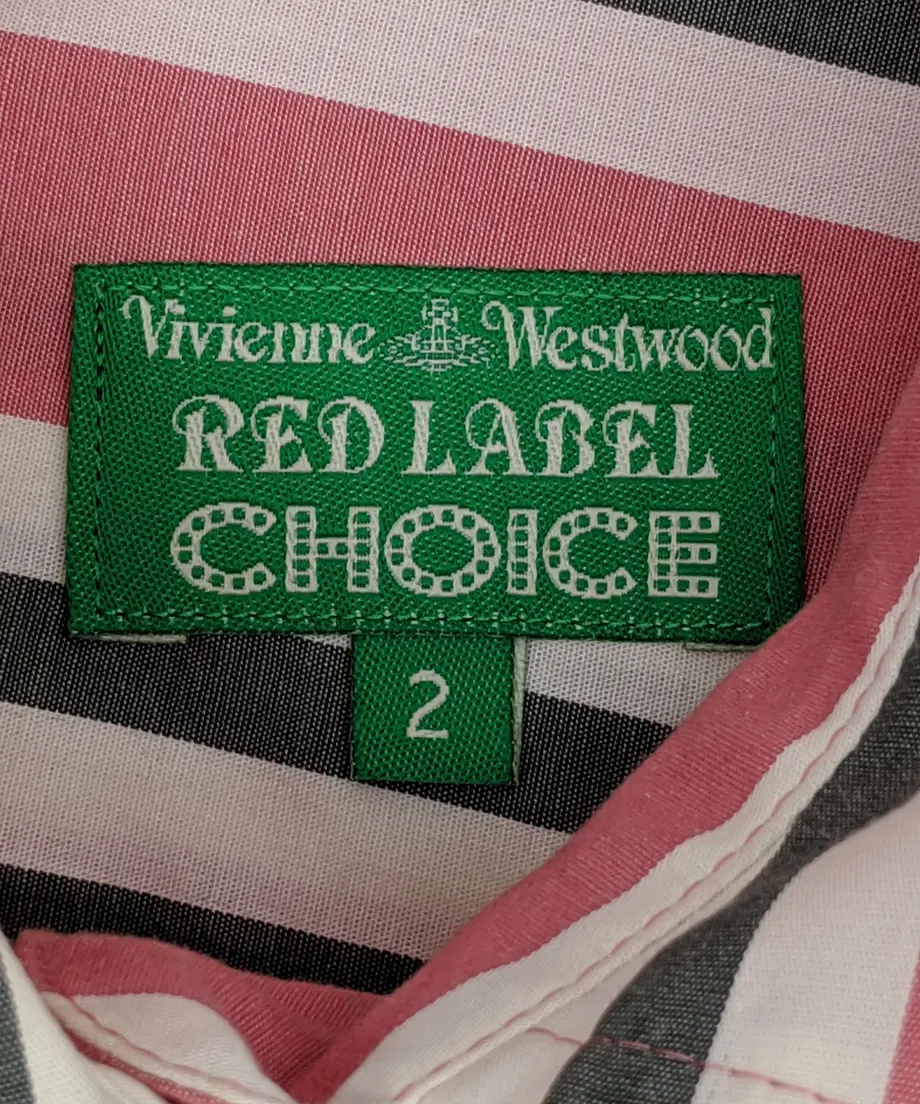 Vivienne Westwood
RED LABEL
CHOICE
2